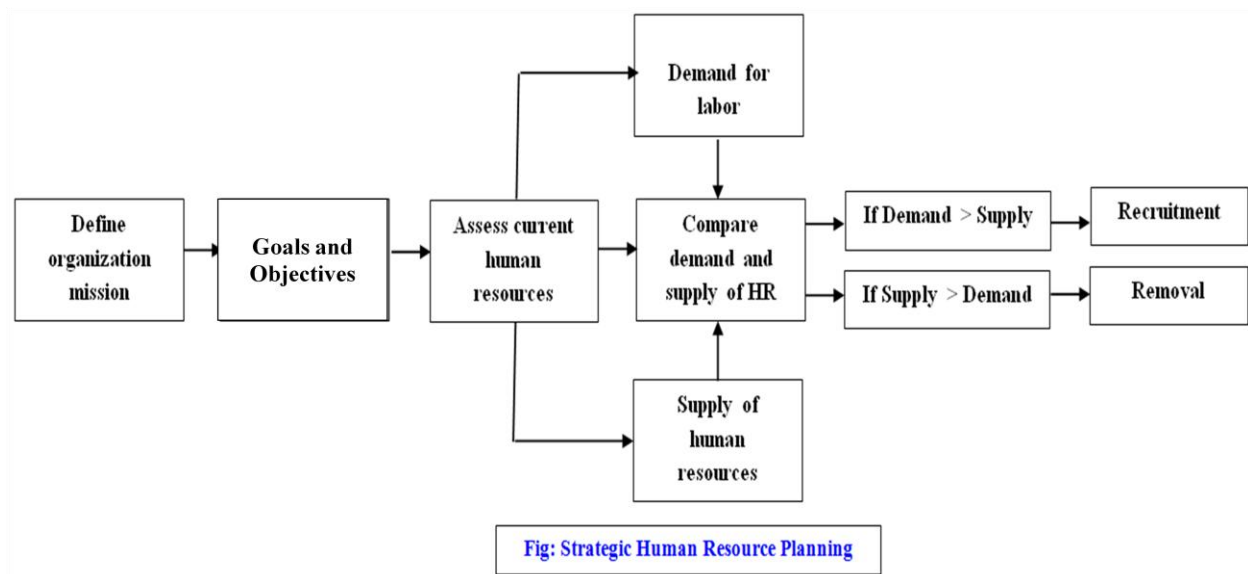 Demand for
labor
Define
organization
mission
Goals and
Objectives
Assess current
human
resources
Compare
demand and
supply of HR
If Demand > Supply
Recruitment
If Supply > Demand
Removal
Supply of
human
resources
Fig: Strategic Human Resource Planning